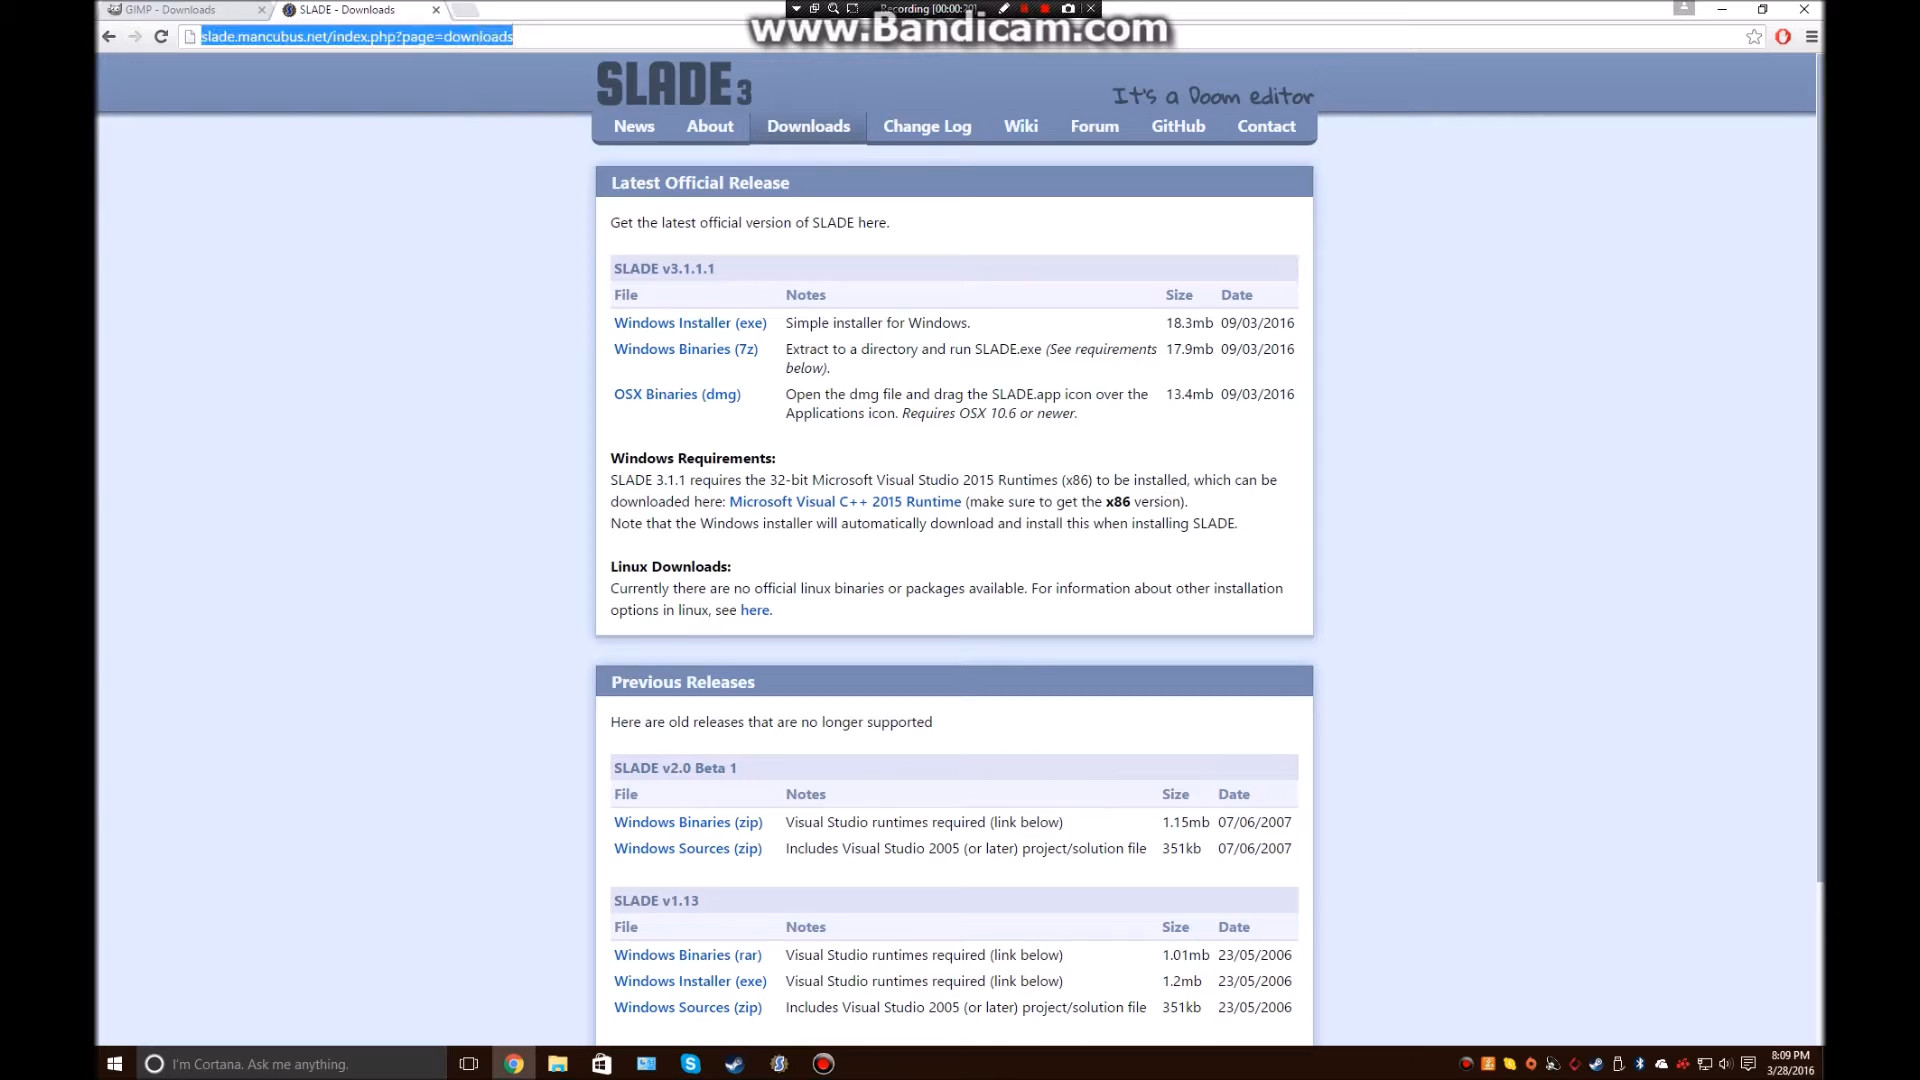 GIMP - Downloads
SLADE - Downloads
Recording
www.Bandicam.com
slade.mancubus.net/index.php?page=downloads
SLADE 3
It's a Doom editor
News About Downloads Change Log Wiki Forum GitHub Contact
Latest Official Release
Get the latest official version of SLADE here.
SLADE v3.1.1.1
File Notes Size Date
Windows Installer (exe) Simple installer for Windows. 18.3mb 09/03/2016
Windows Binaries (7z) Extract to a directory and run SLADE.exe (See requirements 17.9mb 09/03/2016
below).
OSX Binaries (dmg) Open the dmg file and drag the SLADE.app icon over the 13.4mb 09/03/2016
Applications icon. Requires OSX 10.6 or newer.
Windows Requirements:
SLADE 3.1.1 requires the 32-bit Microsoft Visual Studio 2015 Runtimes (x86) to be installed, which can be
downloaded here: Microsoft Visual C++ 2015 Runtime (make sure to get the x86 version).
Note that the Windows installer will automatically download and install this when installing SLADE.
Linux Downloads:
Currently there are no official linux binaries or packages available. For information about other installation
options in linux, see here.
Previous Releases
Here are old releases that are no longer supported
SLADE v2.0 Beta 1
File Notes Size Date
Windows Binaries (zip) Visual Studio runtimes required (link below) 1.15mb 07/06/2007
Windows Sources (zip) Includes Visual Studio 2005 (or later) project/solution file 351kb 07/06/2007
SLADE v1.13
File Notes Size Date
Windows Binaries (rar) Visual Studio runtimes required (link below) 1.01mb 23/05/2006
Windows Installer (exe) Visual Studio runtimes required (link below) 1.2mb 23/05/2006
Windows Sources (zip) Includes Visual Studio 2005 (or later) project/solution file 351kb 23/05/2006
I'm Cortana. Ask me anything.
8:09 PM
3/28/2016